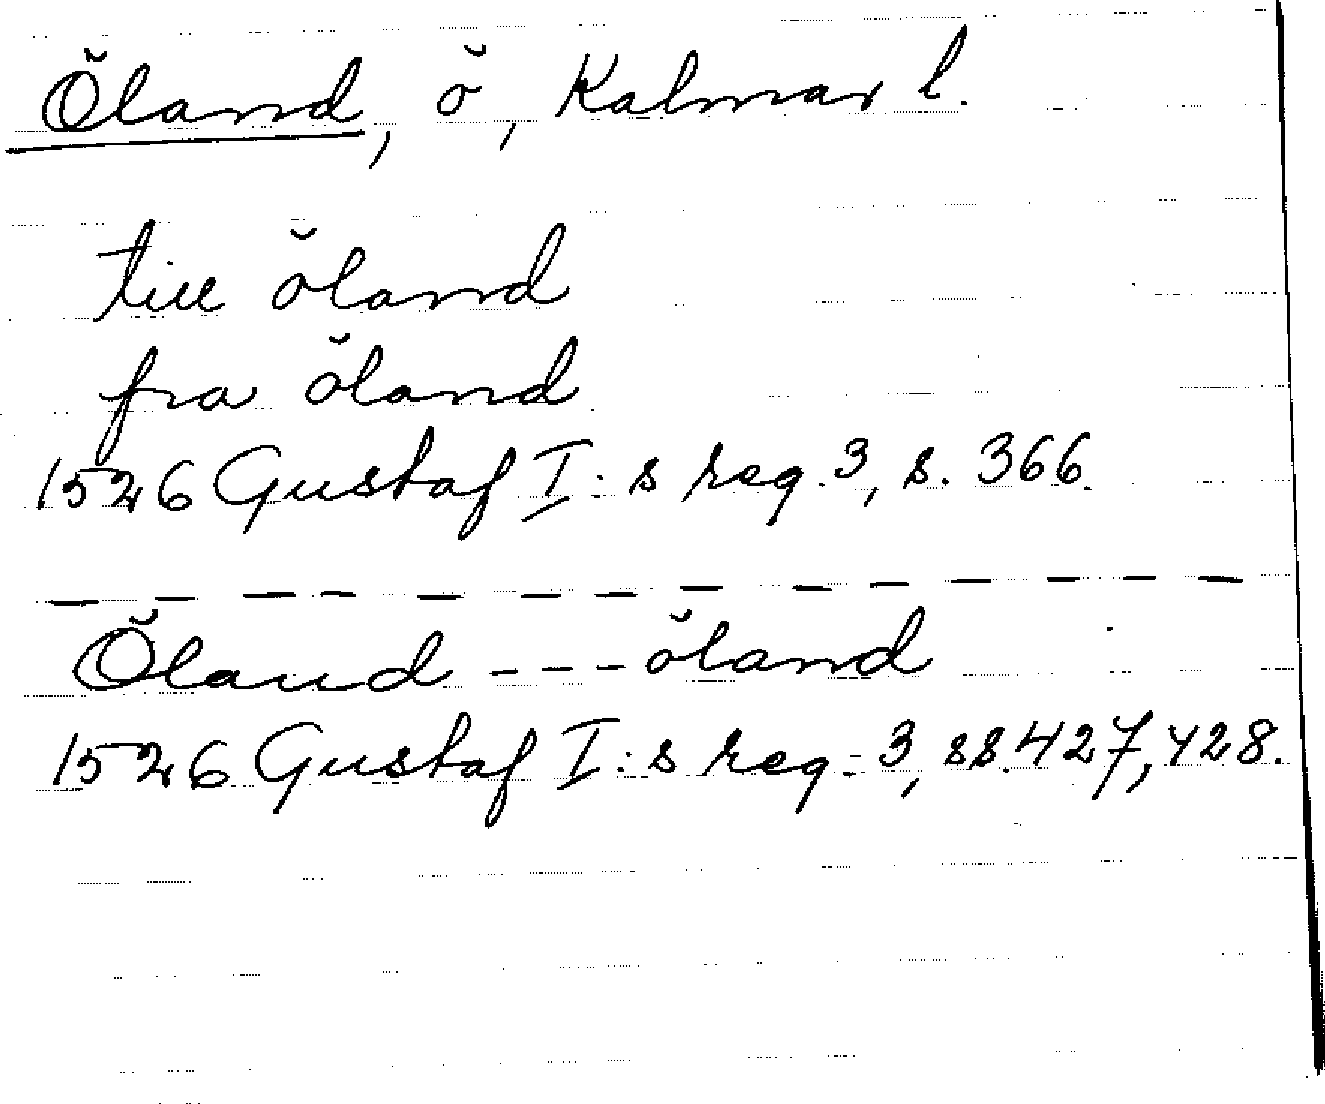 Öland, ö, Kalmar l.
till öland
fra öland
1526 Gustaf I:s reg. 3, s. 366.
Öland --- öland
1526 Gustaf I:s reg. 3, ss. 427, 428.